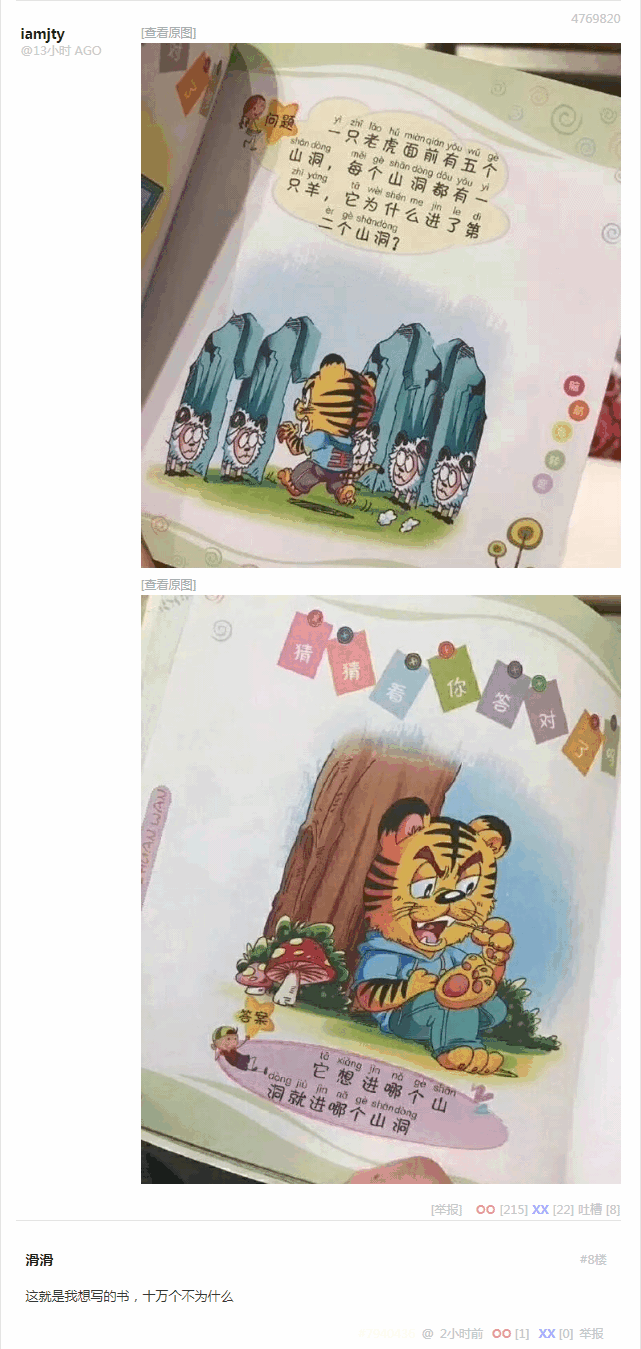 4769820
iamjty
@13小时 AGO
[查看原图]
问题
yì zhī lǎo hǔ miàn qián yǒu wǔ gè
一只老虎面前有五个
shān dòng měi gè shān dòng dōu yǒu yì
山洞，每个山洞都有一
zhī yáng tā wèi shén me jìn le dì
只羊，它为什么进了第
èr gè shān dòng
二个山洞？
脑
筋
急
转
弯
[查看原图]
猜猜看你答对了吗
答案
tā xiǎng jìn nǎ gè shān
它想进哪个山
dòng jiù jìn nǎ gè shān dòng
洞就进哪个山洞
[举报] OO [215] XX [22] 吐槽 [8]
滑滑
#8楼
这就是我想写的书，十万个不为什么
@ 2小时前 OO [1] XX [0] 举报